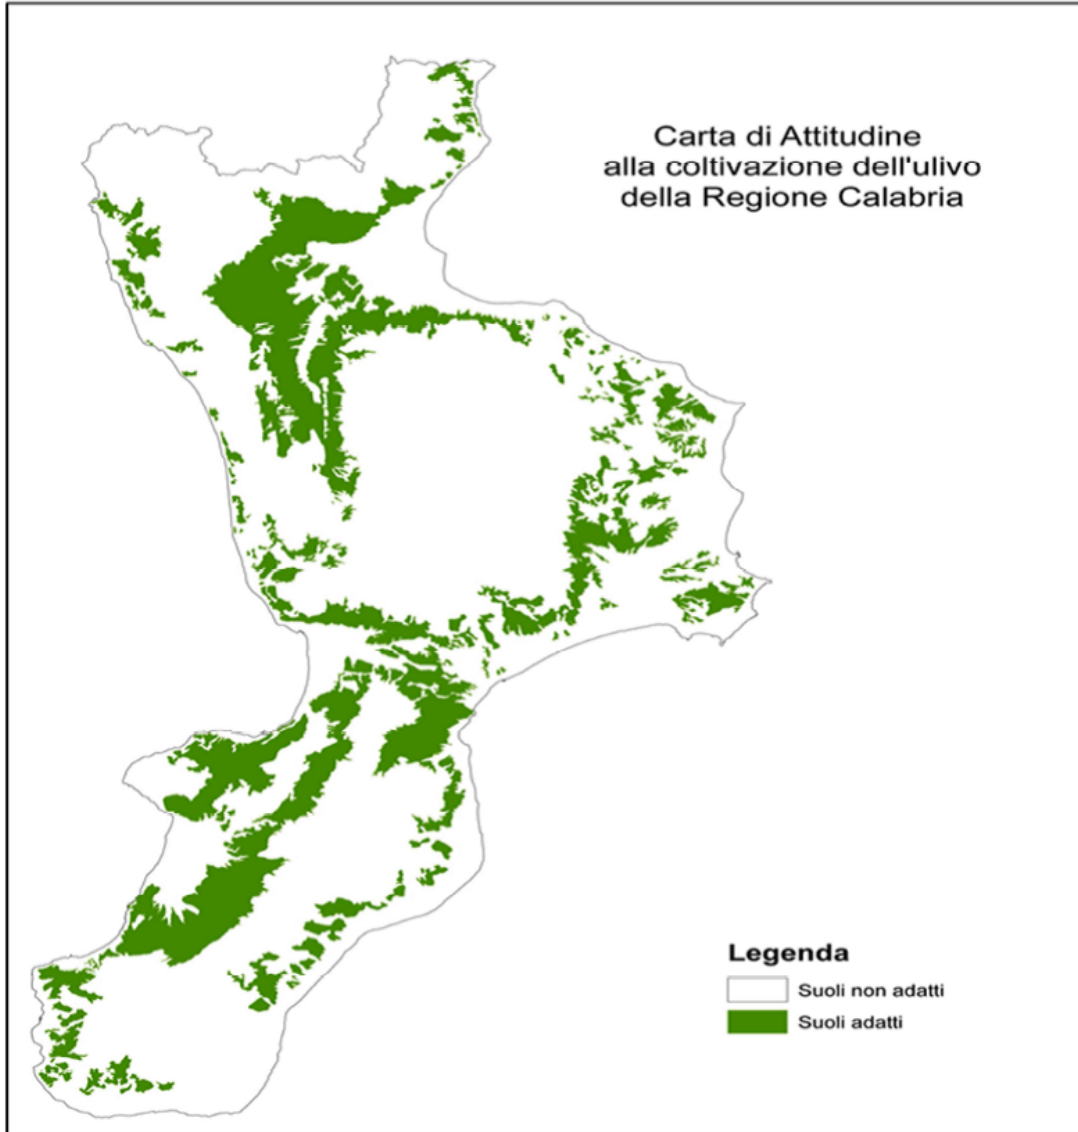 Carta di Attitudine
alla coltivazione dell'ulivo
della Regione Calabria
Legenda
Suoli non adatti
Suoli adatti